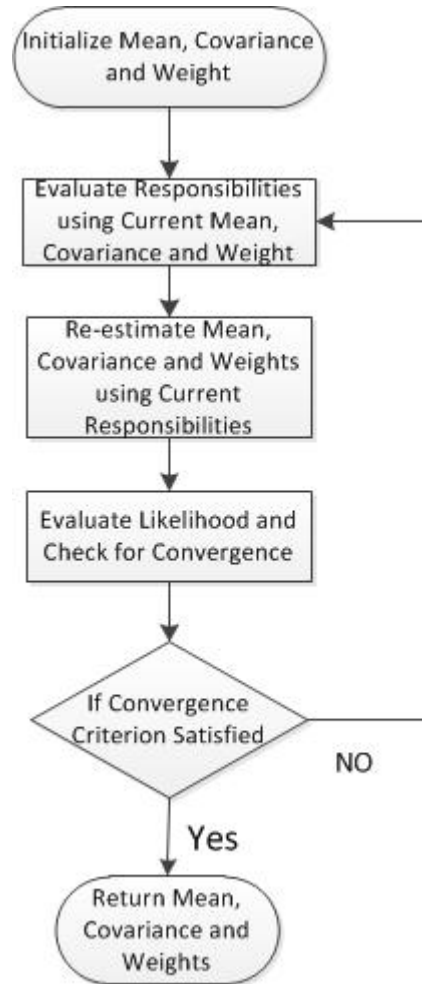 Initialize Mean, Covariance
and Weight
Evaluate Responsibilities
using Current Mean,
Covariance and Weight
Re-estimate Mean,
Covariance and Weights
using Current
Responsibilities
Evaluate Likelihood and
Check for Convergence
If Convergence
Criterion Satisfied
NO
Yes
Return Mean,
Covariance and
Weights